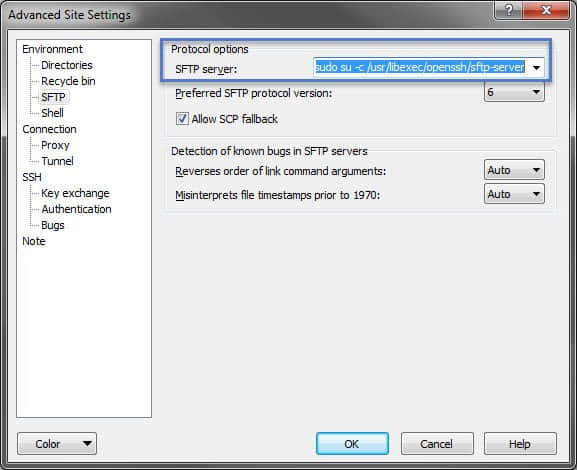 Advanced Site Settings
Environment
Directories
Recycle bin
SFTP
Shell
Connection
Proxy
Tunnel
SSH
Key exchange
Authentication
Bugs
Note
Protocol options
SFTP server: sudo su -c /usr/libexec/openssh/sftp-server
Preferred SFTP protocol version: 6
Allow SCP fallback
Detection of known bugs in SFTP servers
Reverses order of link command arguments: Auto
Misinterprets file timestamps prior to 1970: Auto
Color OK Cancel Help